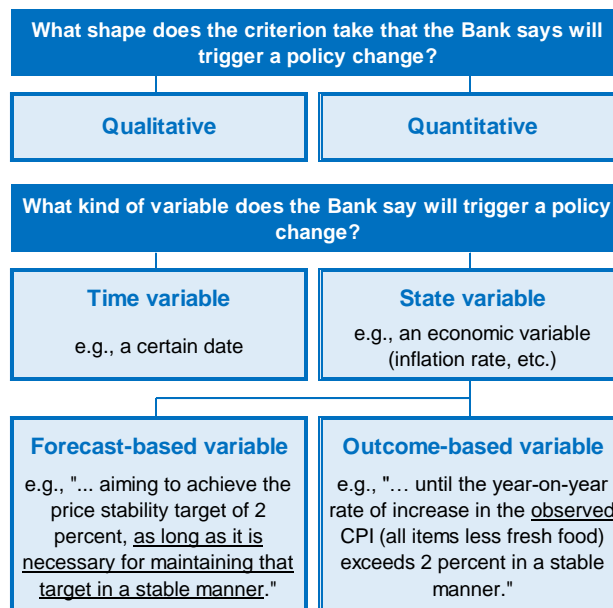 What shape does the criterion take that the Bank says will
trigger a policy change?
Qualitative
Quantitative
What kind of variable does the Bank say will trigger a policy
change?
Time variable
e.g., a certain date
State variable
e.g., an economic variable
(inflation rate, etc.)
Forecast-based variable
e.g., "... aiming to achieve the
price stability target of 2
percent, as long as it is
necessary for maintaining that
target in a stable manner."
Outcome-based variable
e.g., "… until the year-on-year
rate of increase in the observed
CPI (all items less fresh food)
exceeds 2 percent in a stable
manner."